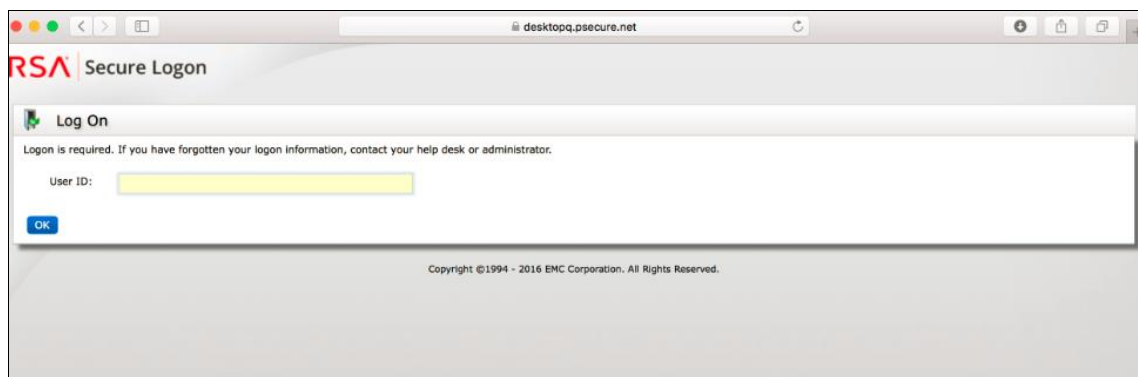 desktopq.psecure.net
RSA Secure Logon
Log On
Logon is required. If you have forgotten your logon information, contact your help desk or administrator.
User ID:
OK
Copyright ©1994 - 2016 EMC Corporation. All Rights Reserved.